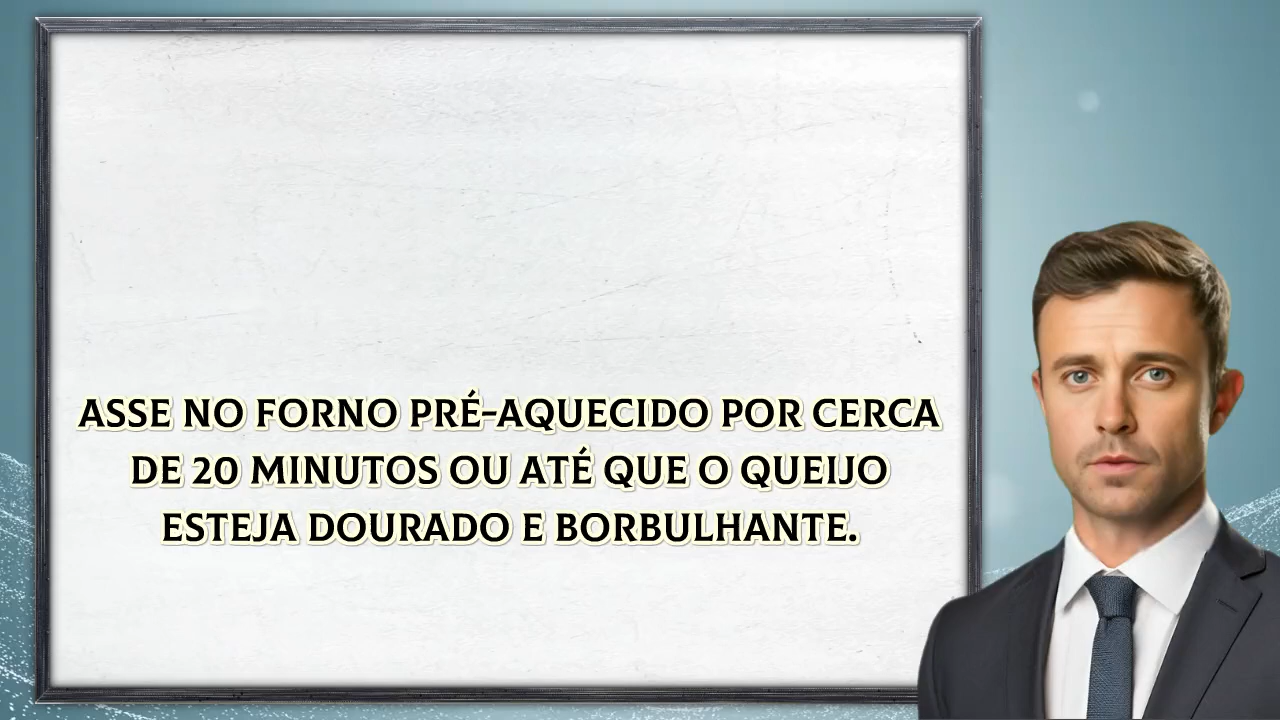 ASSE NO FORNO PRÉ-AQUECIDO POR CERCA
DE 20 MINUTOS OU ATÉ QUE O QUEIJO
ESTEJA DOURADO E BORBULHANTE.